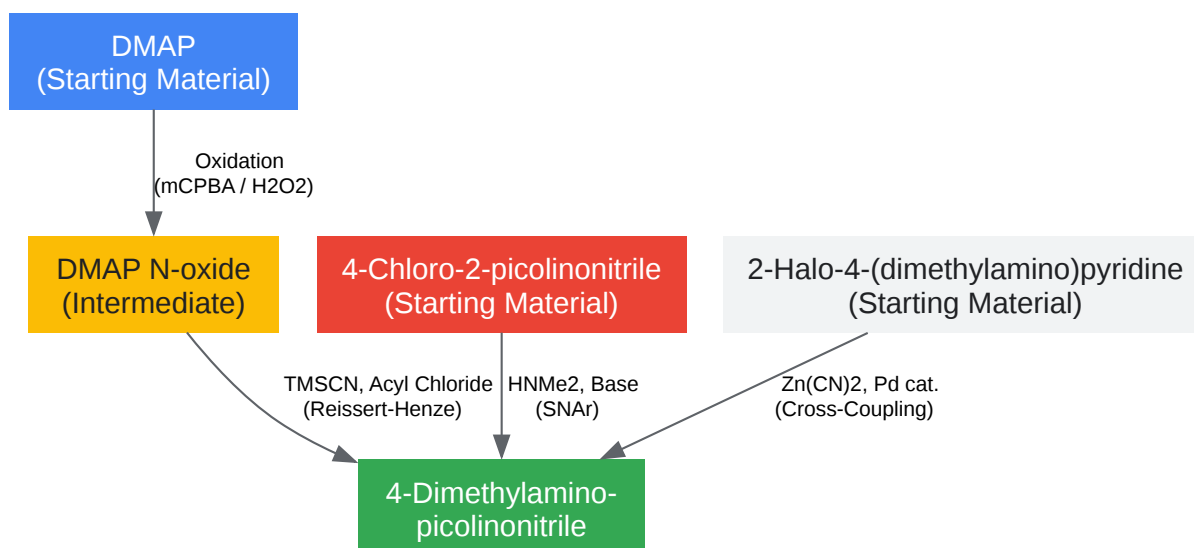 DMAP
(Starting Material)
Oxidation
(mCPBA / H2O2)
DMAP N-oxide
(Intermediate)
4-Chloro-2-picolinonitrile
(Starting Material)
2-Halo-4-(dimethylamino)pyridine
(Starting Material)
TMSCN, Acyl Chloride
(Reissert-Henze)
HNMe2, Base
(SNAr)
Zn(CN)2, Pd cat.
(Cross-Coupling)
4-Dimethylamino-
picolinonitrile